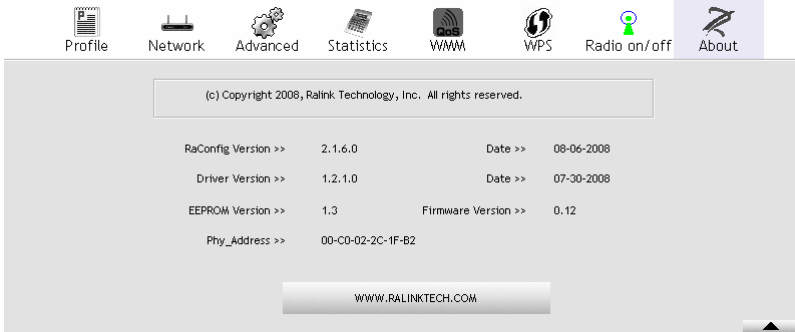 Profile Network Advanced Statistics QoS WMM WPS Radio on/off About
(c) Copyright 2008, Ralink Technology, Inc. All rights reserved.
RaConfig Version >> 2.1.6.0 Date >> 08-06-2008
Driver Version >> 1.2.1.0 Date >> 07-30-2008
EEPROM Version >> 1.3 Firmware Version >> 0.12
Phy_Address >> 00-C0-02-2C-1F-B2
WWW.RALINKTECH.COM